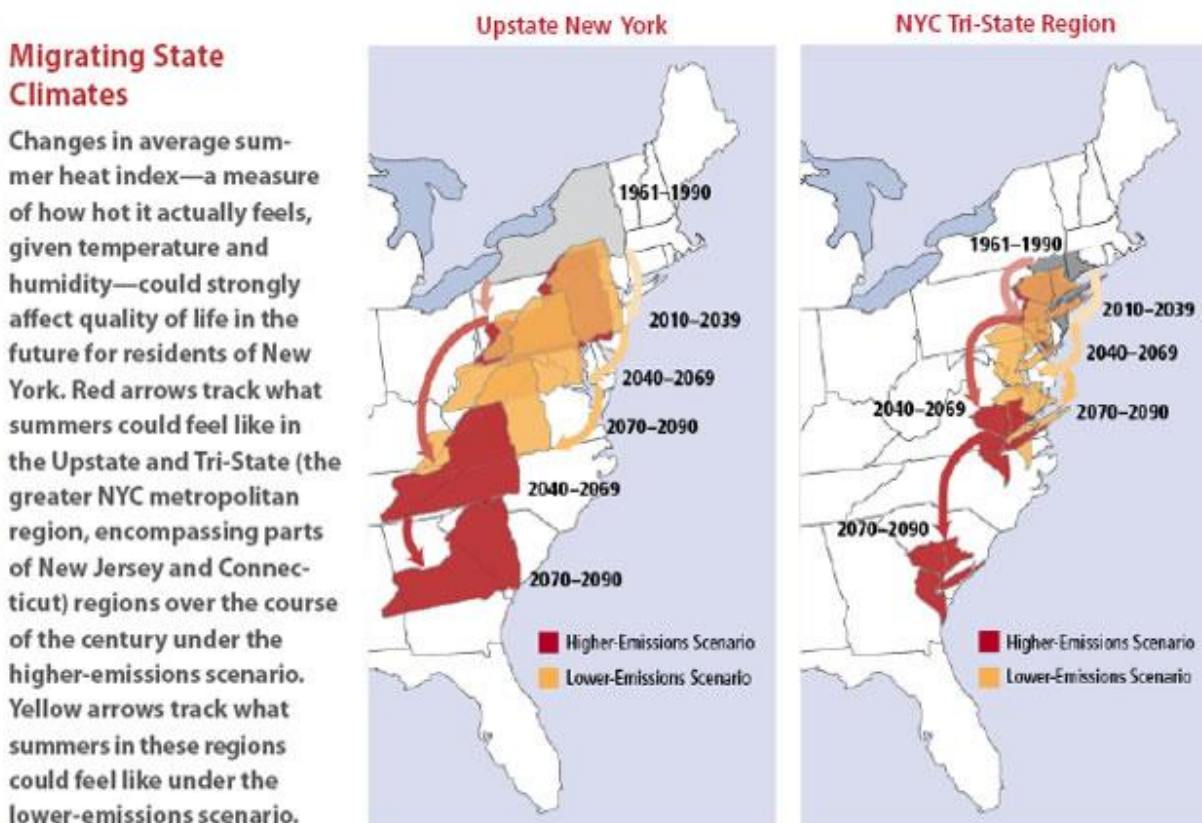 Migrating State
Climates
Changes in average sum-
mer heat index—a measure
of how hot it actually feels,
given temperature and
humidity—could strongly
affect quality of life in the
future for residents of New
York. Red arrows track what
summers could feel like in
the Upstate and Tri-State (the
greater NYC metropolitan
region, encompassing parts
of New Jersey and Connec-
ticut) regions over the course
of the century under the
higher-emissions scenario.
Yellow arrows track what
summers in these regions
could feel like under the
lower-emissions scenario.
Upstate New York
1961–1990
2010–2039
2040–2069
2070–2090
2040–2069
2070–2090
Higher-Emissions Scenario
Lower-Emissions Scenario
NYC Tri-State Region
1961–1990
2010–2039
2040–2069
2070–2090
2040–2069
2070–2090
Higher-Emissions Scenario
Lower-Emissions Scenario